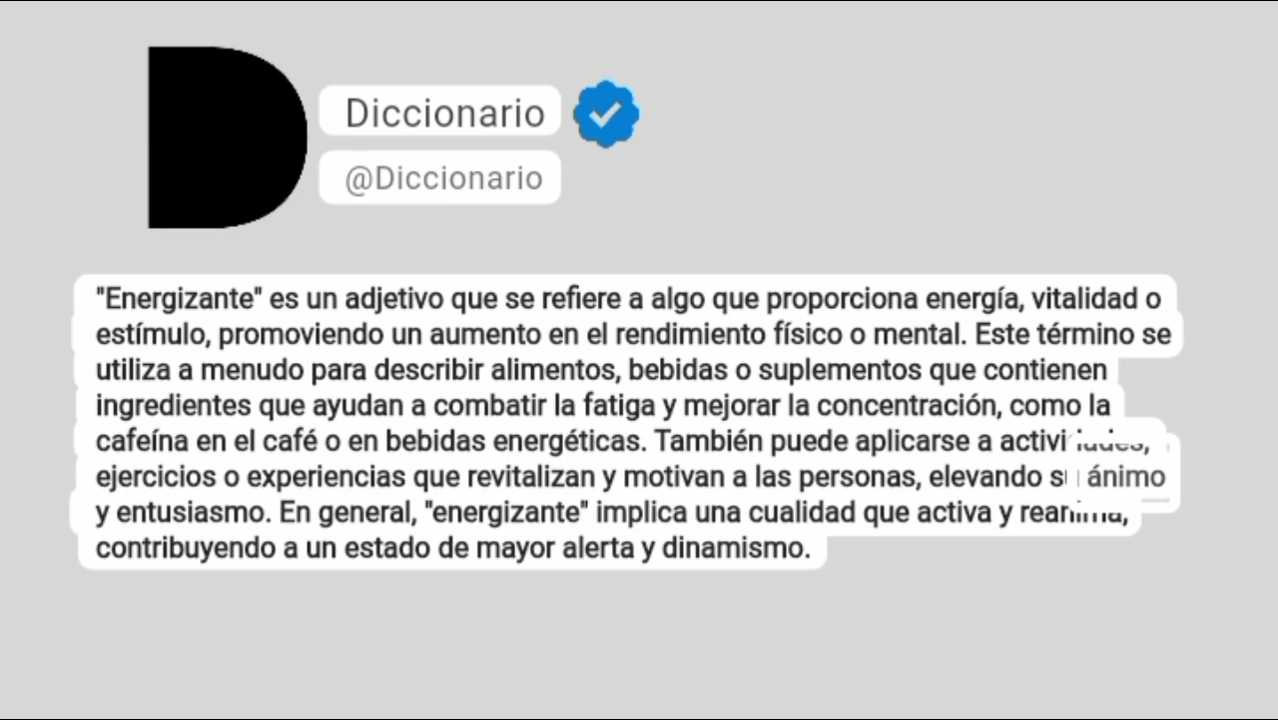 Diccionario
@Diccionario
"Energizante" es un adjetivo que se refiere a algo que proporciona energía, vitalidad o
estímulo, promoviendo un aumento en el rendimiento físico o mental. Este término se
utiliza a menudo para describir alimentos, bebidas o suplementos que contienen
ingredientes que ayudan a combatir la fatiga y mejorar la concentración, como la
cafeína en el café o en bebidas energéticas. También puede aplicarse a actividades,
ejercicios o experiencias que revitalizan y motivan a las personas, elevando su ánimo
y entusiasmo. En general, "energizante" implica una cualidad que activa y reanima,
contribuyendo a un estado de mayor alerta y dinamismo.